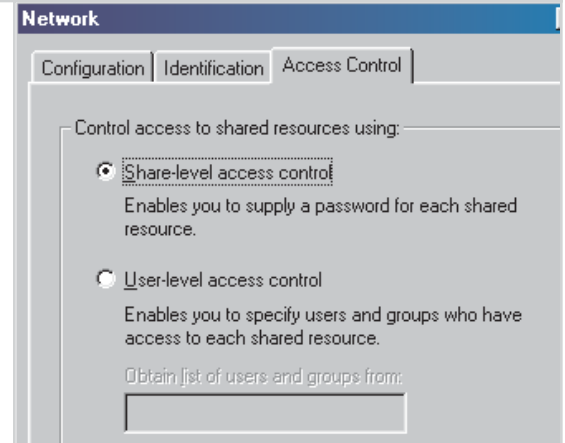 Network
Configuration Identification Access Control
Control access to shared resources using:
Share-level access control
Enables you to supply a password for each shared
resource.
User-level access control
Enables you to specify users and groups who have
access to each shared resource.
Obtain list of users and groups from: